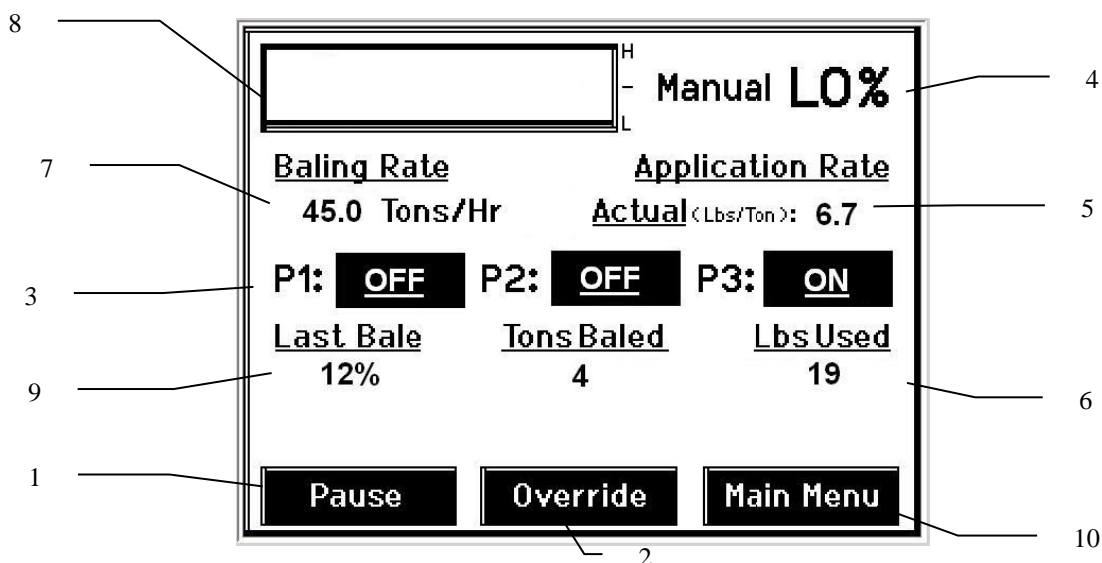 8
H
-
L
Manual LO%
4
7
Baling Rate
Application Rate
45.0 Tons/Hr
Actual (Lbs/Ton): 6.7
5
3
P1: OFF P2: OFF P3: ON
Last Bale
Tons Baled
Lbs Used
9
12%
4
19
6
1
Pause
Override
Main Menu
2
10